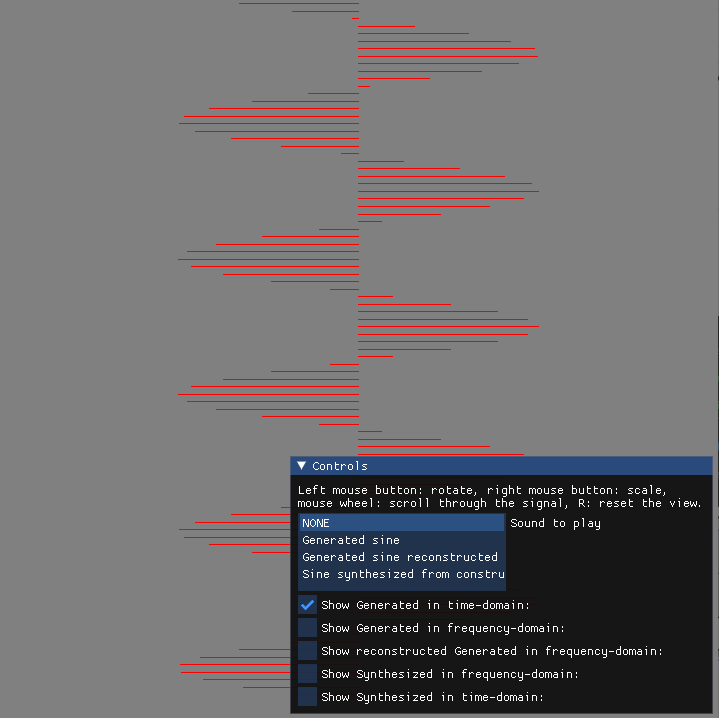 Controls
Left mouse button: rotate, right mouse button: scale,
mouse wheel: scroll through the signal, R: reset the view.
NONE
Sound to play
Generated sine
Generated sine reconstructed
Sine synthesized from constru
Show Generated in time-domain:
Show Generated in frequency-domain:
Show reconstructed Generated in frequency-domain:
Show Synthesized in frequency-domain:
Show Synthesized in time-domain: